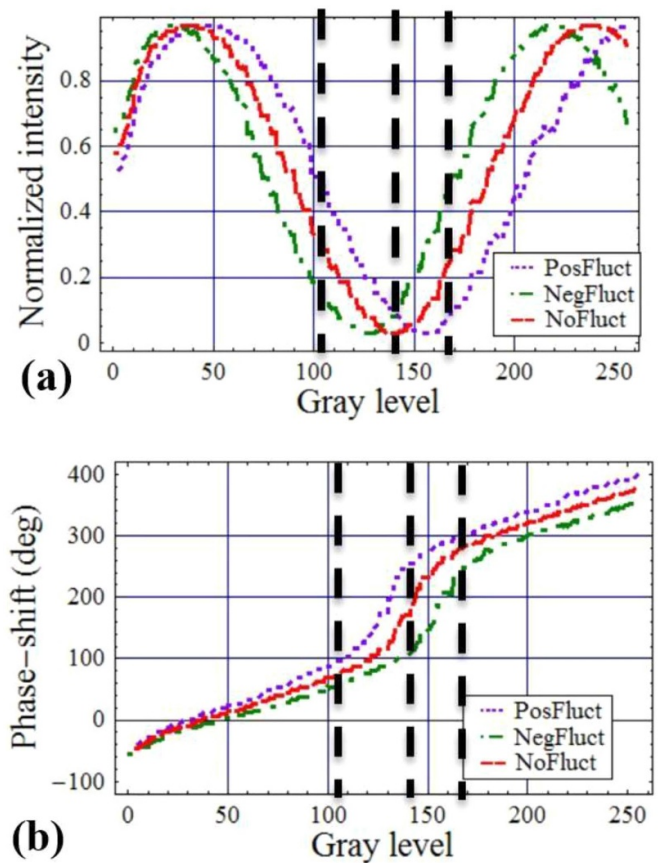 Normalized intensity
0.8
0.6
0.4
0.2
0
PosFluct
NegFluct
NoFluct
0 50 100 150 200 250
(a)
Gray level
Phase-shift (deg)
400
300
200
100
0
-100
PosFluct
NegFluct
NoFluct
0 50 100 150 200 250
(b)
Gray level